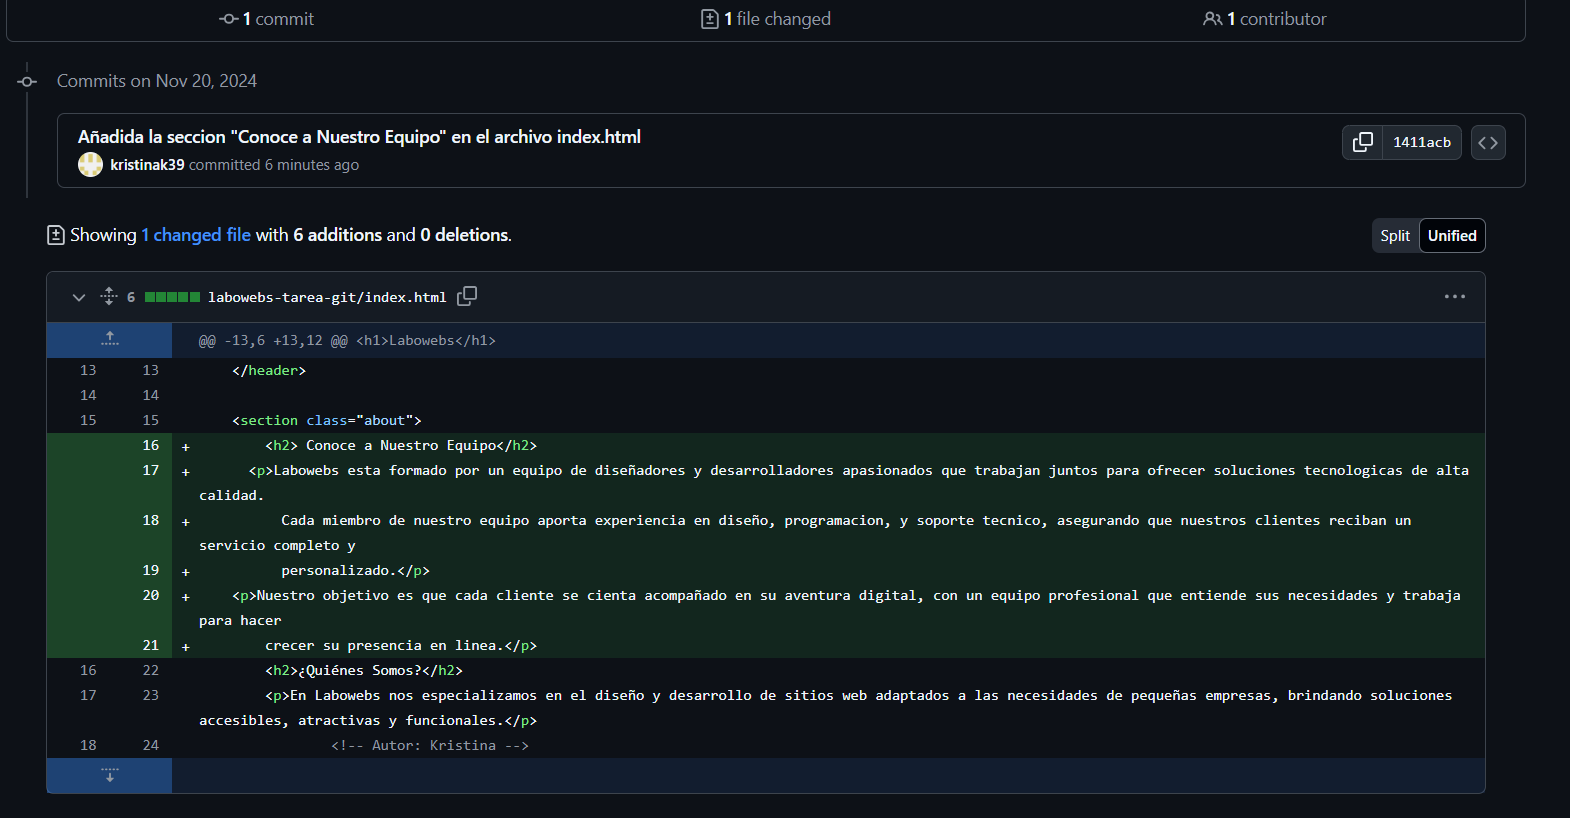 1 commit
1 file changed
1 contributor
Commits on Nov 20, 2024
Añadida la seccion "Conoce a Nuestro Equipo" en el archivo index.html
1411acb
kristinak39 committed 6 minutes ago
Showing 1 changed file with 6 additions and 0 deletions.
Split
Unified
6 labowebs-tarea-git/index.html
@@ -13,6 +13,12 @@ <h1>Labowebs</h1>
13 13 </header>
14 14
15 15 <section class="about">
16 + <h2> Conoce a Nuestro Equipo</h2>
17 + <p>Labowebs esta formado por un equipo de diseñadores y desarrolladores apasionados que trabajan juntos para ofrecer soluciones tecnologicas de alta
calidad.
18 + Cada miembro de nuestro equipo aporta experiencia en diseño, programacion, y soporte tecnico, asegurando que nuestros clientes reciban un
servicio completo y
19 + personalizado.</p>
20 + <p>Nuestro objetivo es que cada cliente se cienta acompañado en su aventura digital, con un equipo profesional que entiende sus necesidades y trabaja
para hacer
21 + crecer su presencia en linea.</p>
16 22 <h2>¿Quiénes Somos?</h2>
17 23 <p>En Labowebs nos especializamos en el diseño y desarrollo de sitios web adaptados a las necesidades de pequeñas empresas, brindando soluciones
accesibles, atractivas y funcionales.</p>
18 24 <!-- Autor: Kristina -->